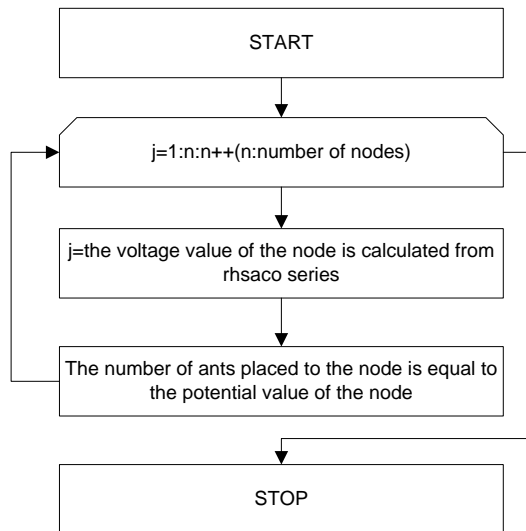 START
j=1:n:n++(n:number of nodes)
j=the voltage value of the node is calculated from
rhsaco series
The number of ants placed to the node is equal to
the potential value of the node
STOP